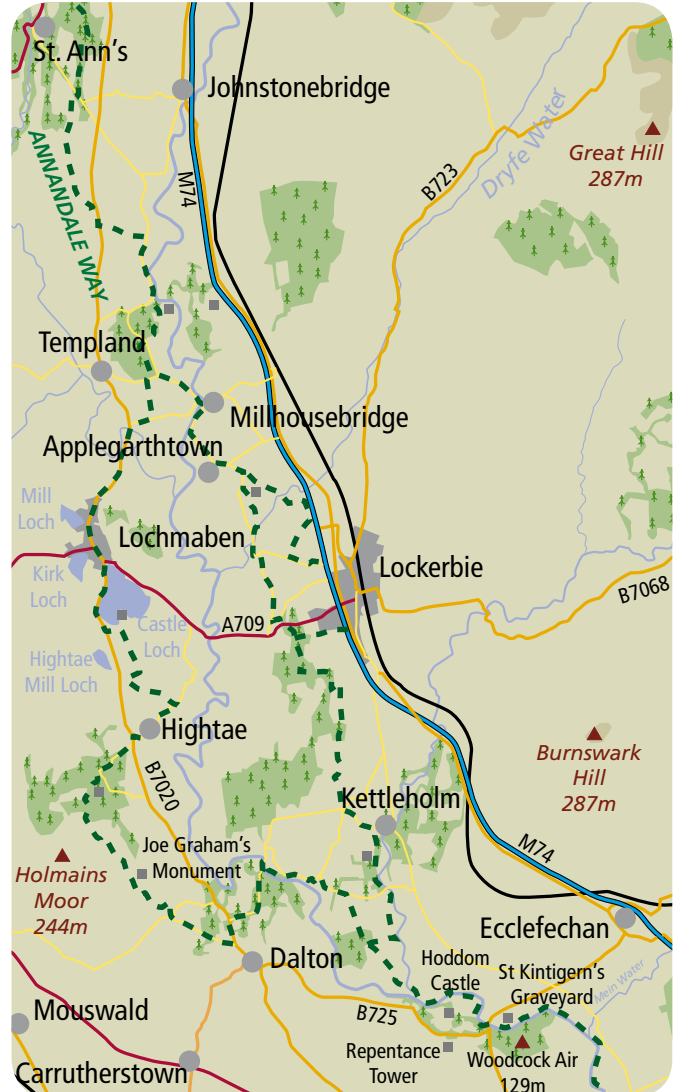 St. Ann's
Johnstonebridge
ANNANDALE WAY
M74
B723
Dryfe Water
Great Hill
287m
Templand
Millhousebridge
Applegarthtown
Mill
Loch
Lochmaben
Kirk
Loch
Lockerbie
B7068
A709
Castle
Loch
Hightae
Mill Loch
Hightae
B7020
Burnswark
Hill
287m
Kettleholm
Joe Graham's
Monument
M74
Holmains
Moor
244m
Ecclefechan
Dalton
Hoddom
Castle
St Kintigern's
Graveyard
Mein Water
B725
Mouswald
Repentance
Tower
Woodcock Air
129m
Carrutherstown